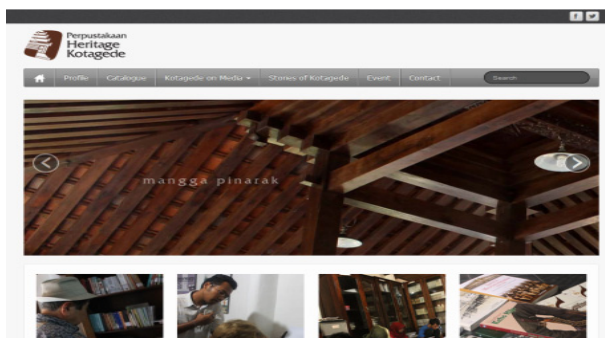 Perpustakaan
Heritage
Kotagede
Profile Catalogue Kotagede on Media Stories of Kotagede Event Contact Search
mangga pinarak